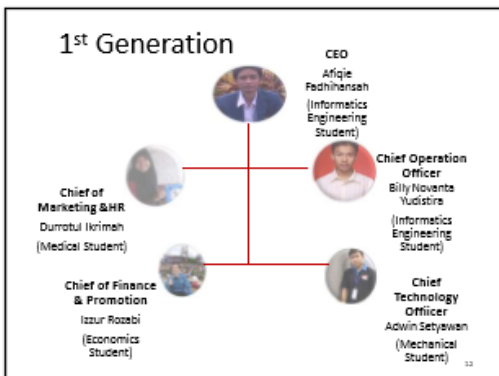 1st Generation
CEO
Afiqie
Fadhihansah
(Informatics
Engineering
Student)
Chief of
Marketing &HR
Durrotul Ikrimah
(Medical Student)
Chief Operation
Officer
Billy Novanta
Yudistira
(Informatics
Engineering
Student)
Chief of Finance
& Promotion
Izzur Rozabi
(Economics
Student)
Chief
Technology
Offiicer
Adwin Setyawan
(Mechanical
Student)